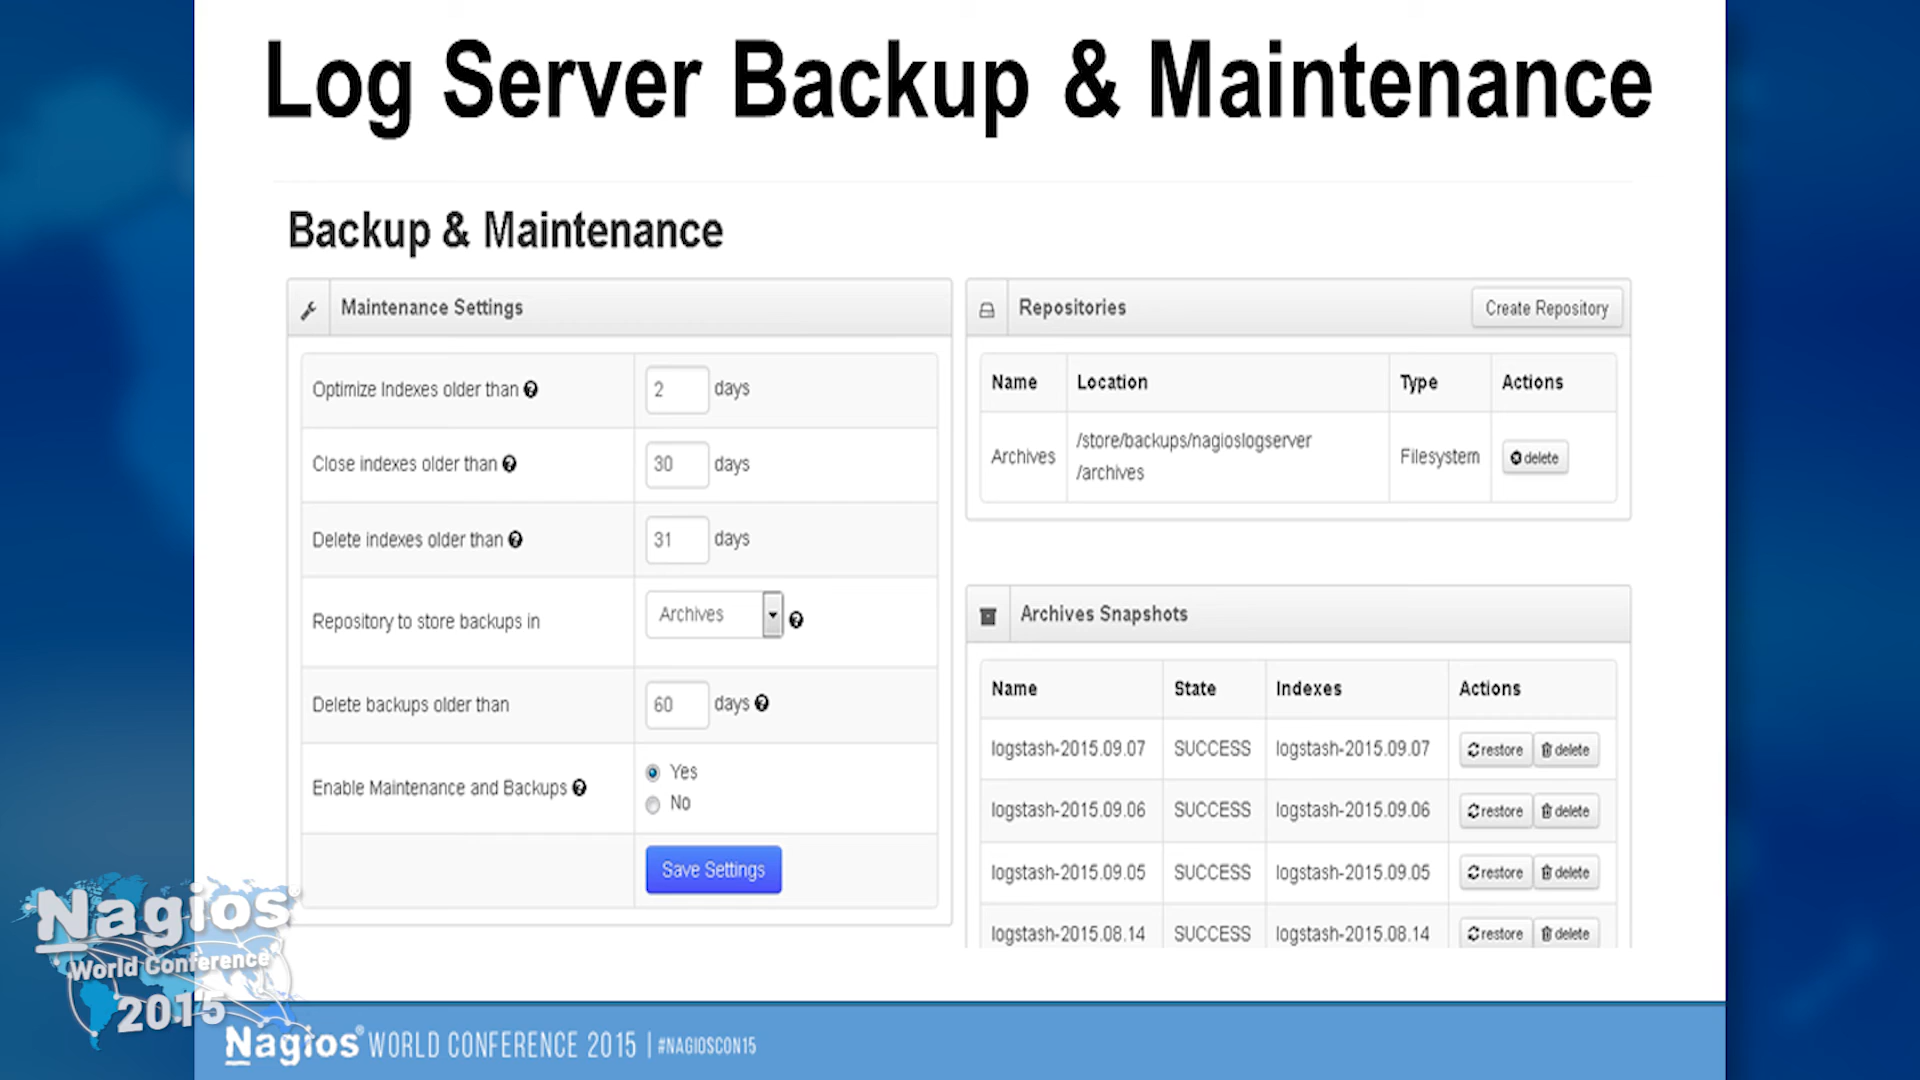 Log Server Backup & Maintenance
Backup & Maintenance
Maintenance Settings
Optimize Indexes older than 2 days
Close indexes older than 30 days
Delete indexes older than 31 days
Repository to store backups in Archives
Delete backups older than 60 days
Enable Maintenance and Backups Yes
No
Save Settings
Repositories Create Repository
Name Location Type Actions
Archives /store/backups/nagioslogserver Filesystem delete
/archives
Archives Snapshots
Name State Indexes Actions
logstash-2015.09.07 SUCCESS logstash-2015.09.07 restore delete
logstash-2015.09.06 SUCCESS logstash-2015.09.06 restore delete
logstash-2015.09.05 SUCCESS logstash-2015.09.05 restore delete
logstash-2015.08.14 SUCCESS logstash-2015.08.14 restore delete
Nagios®
World Conference
2015
Nagios® WORLD CONFERENCE 2015 | #NAGIOSCON15